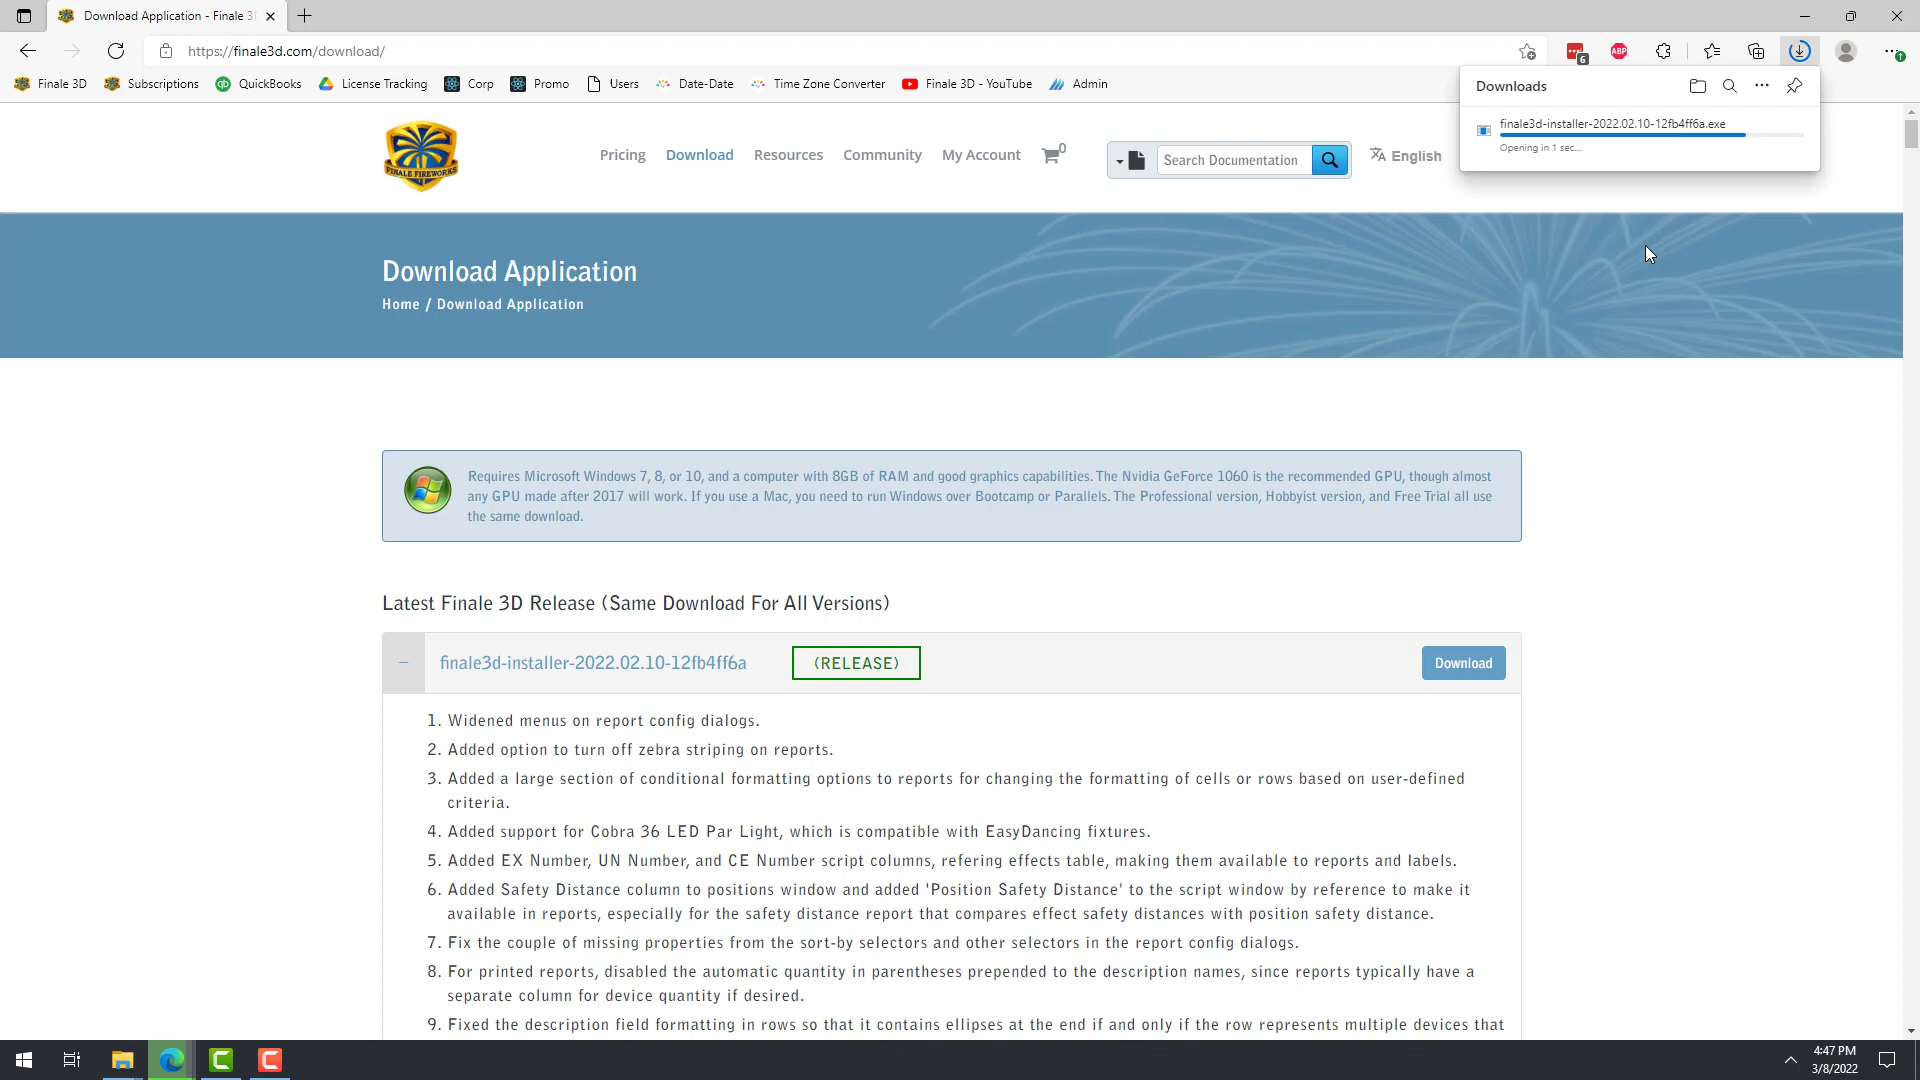 Download Application - Finale 3
https://finale3d.com/download/
ABP
6
Finale 3D
Subscriptions
QuickBooks
License Tracking
Corp
Promo
Users
Date-Date
Time Zone Converter
Finale 3D - YouTube
Admin
Downloads
finale3d-installer-2022.02.10-12fb4ff6a.exe
Opening in 1 sec...
FINALE FIREWORKS
Pricing
Download
Resources
Community
My Account
0
Search Documentation
English
Download Application
Home / Download Application
Requires Microsoft Windows 7, 8, or 10, and a computer with 8GB of RAM and good graphics capabilities. The Nvidia GeForce 1060 is the recommended GPU, though almost
any GPU made after 2017 will work. If you use a Mac, you need to run Windows over Bootcamp or Parallels. The Professional version, Hobbyist version, and Free Trial all use
the same download.
Latest Finale 3D Release (Same Download For All Versions)
finale3d-installer-2022.02.10-12fb4ff6a
(RELEASE)
Download
1. Widened menus on report config dialogs.
2. Added option to turn off zebra striping on reports.
3. Added a large section of conditional formatting options to reports for changing the formatting of cells or rows based on user-defined
criteria.
4. Added support for Cobra 36 LED Par Light, which is compatible with EasyDancing fixtures.
5. Added EX Number, UN Number, and CE Number script columns, refering effects table, making them available to reports and labels.
6. Added Safety Distance column to positions window and added 'Position Safety Distance' to the script window by reference to make it
available in reports, especially for the safety distance report that compares effect safety distances with position safety distance.
7. Fix the couple of missing properties from the sort-by selectors and other selectors in the report config dialogs.
8. For printed reports, disabled the automatic quantity in parentheses prepended to the description names, since reports typically have a
separate column for device quantity if desired.
9. Fixed the description field formatting in rows so that it contains ellipses at the end if and only if the row represents multiple devices that
4:47 PM
3/8/2022